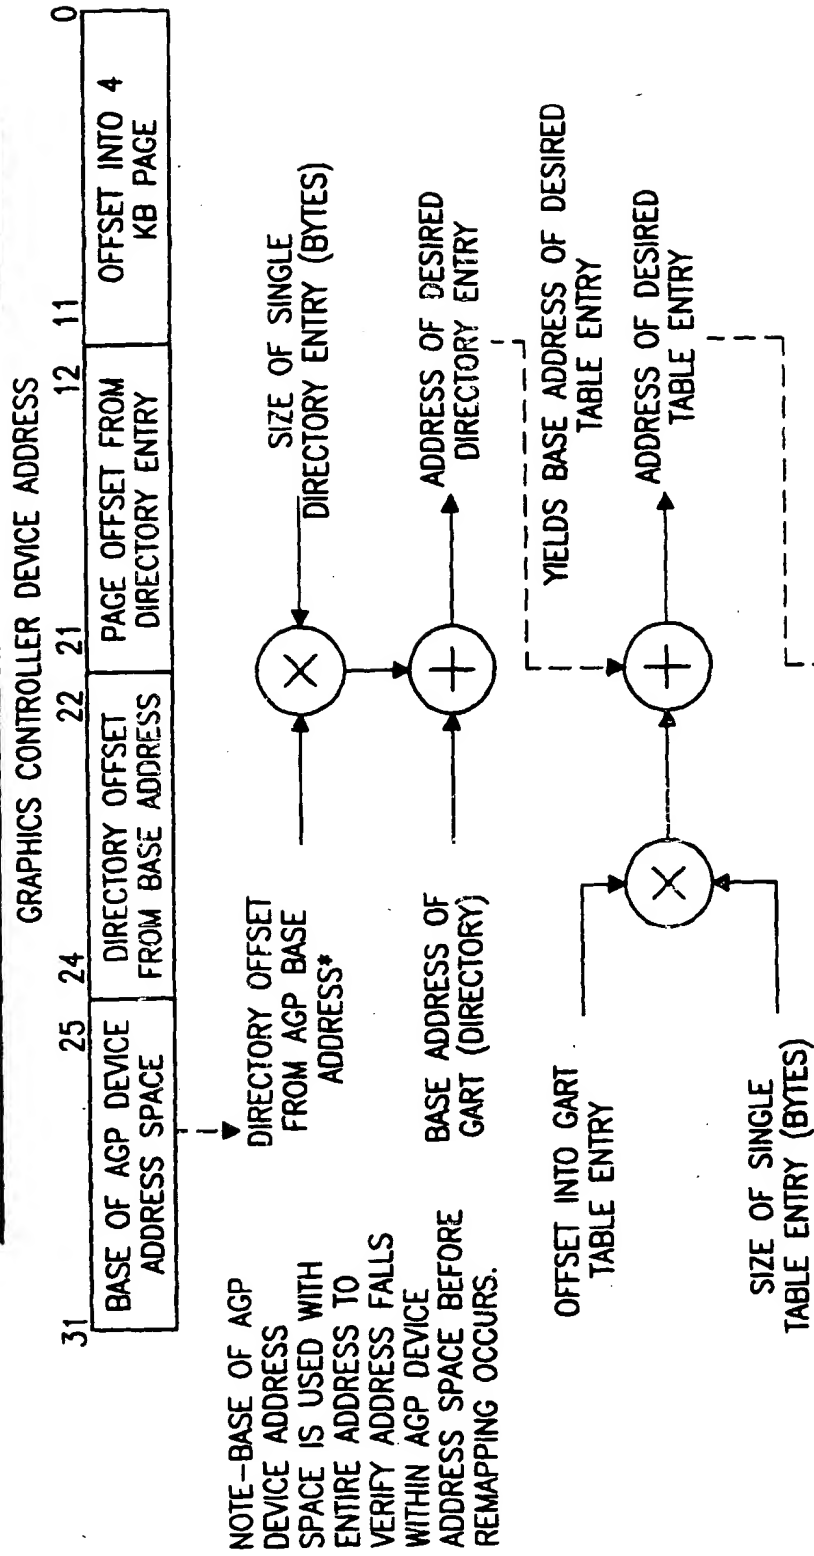 GRAPHICS CONTROLLER DEVICE ADDRESS
31 25 24 22 21 12 11 0
BASE OF AGP DEVICE
ADDRESS SPACE
DIRECTORY OFFSET
FROM BASE ADDRESS
PAGE OFFSET FROM
DIRECTORY ENTRY
OFFSET INTO 4
KB PAGE
NOTE-BASE OF AGP
DEVICE ADDRESS
SPACE IS USED WITH
ENTIRE ADDRESS TO
VERIFY ADDRESS FALLS
WITHIN AGP DEVICE
ADDRESS SPACE BEFORE
REMAPPING OCCURS.
DIRECTORY OFFSET
FROM AGP BASE
ADDRESS*
×
SIZE OF SINGLE
DIRECTORY ENTRY (BYTES)
BASE ADDRESS OF
GART (DIRECTORY)
+
ADDRESS OF DESIRED
DIRECTORY ENTRY
YIELDS BASE ADDRESS OF DESIRED
TABLE ENTRY
OFFSET INTO GART
TABLE ENTRY
×
+
ADDRESS OF DESIRED
TABLE ENTRY
SIZE OF SINGLE
TABLE ENTRY (BYTES)